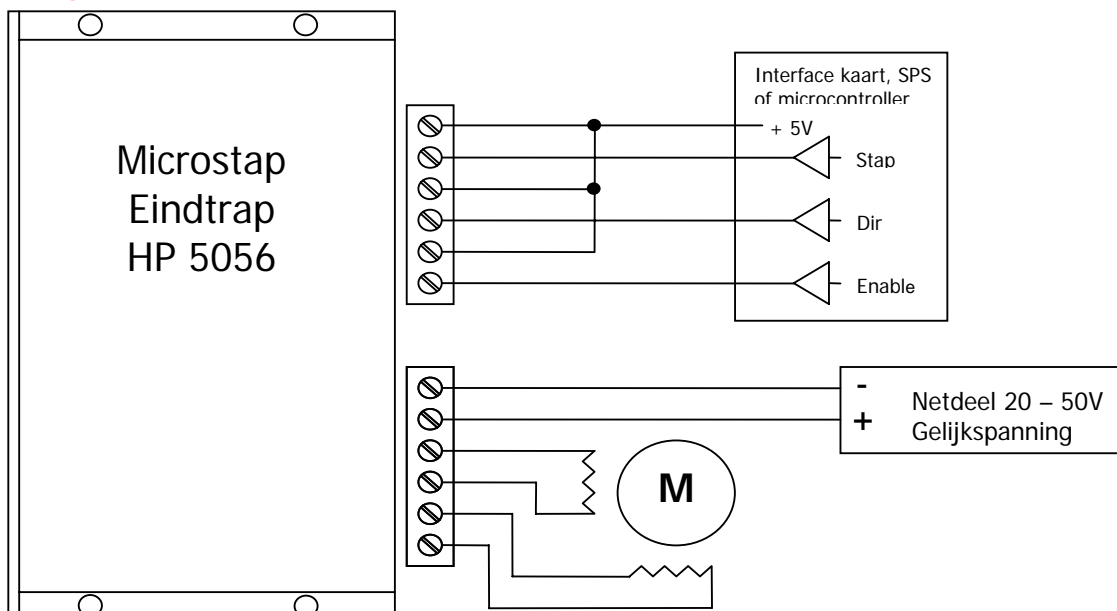 Microstap
Eindtrap
HP 5056
Interface kaart, SPS
of microcontroller
+ 5V
Stap
Dir
Enable
-
+
Netdeel 20 – 50V
Gelijkspanning
M